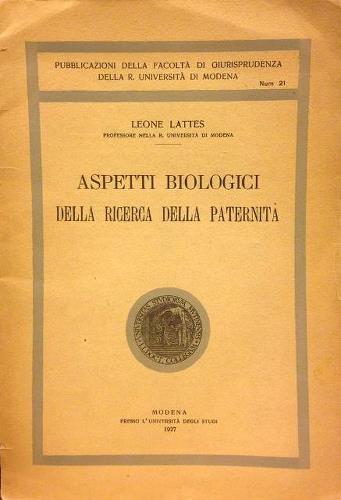 PUBBLICAZIONI DELLA FACOLTÀ DI GIURISPRUDENZA
DELLA R. UNIVERSITÀ DI MODENA
Num 21
LEONE LATTES
PROFESSORE NELLA R. UNIVERSITÀ DI MODENA
ASPETTI BIOLOGICI
DELLA RICERCA DELLA PATERNITÀ
MODENA
PRESSO L'UNIVERSITÀ DEGLI STUDI
1927